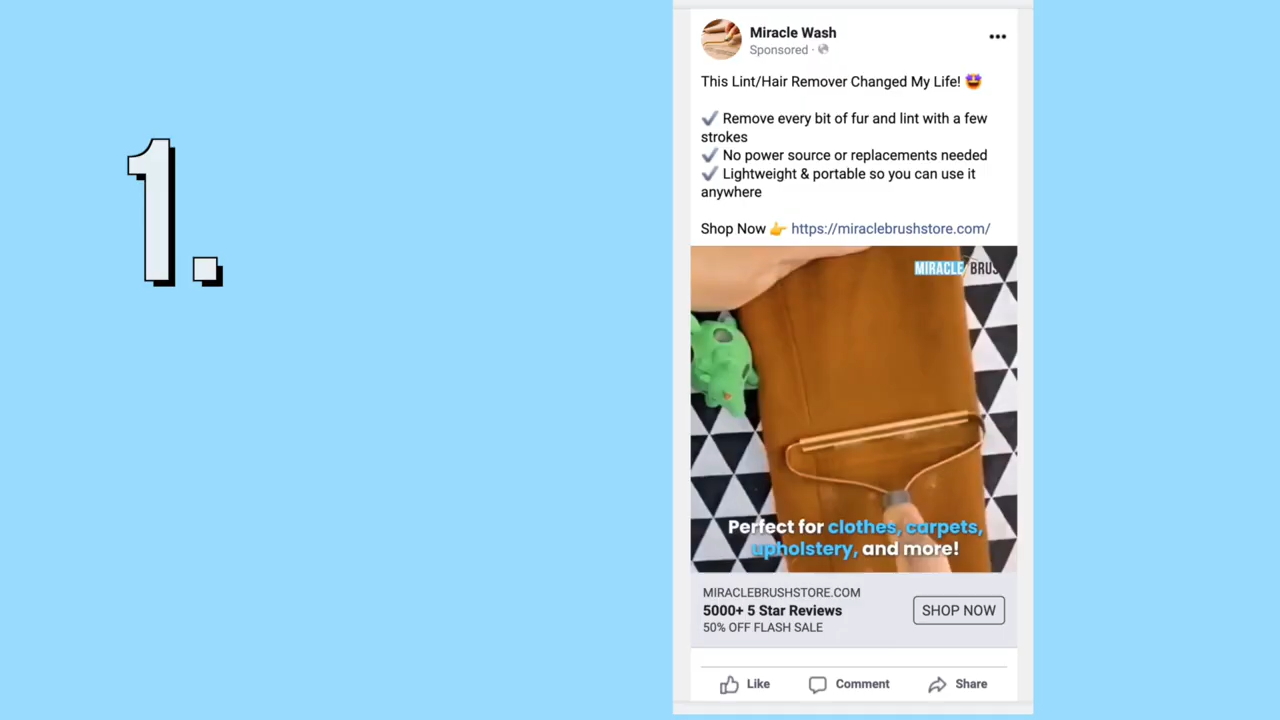 1.
Miracle Wash
Sponsored ·
This Lint/Hair Remover Changed My Life! 🤩
✔️ Remove every bit of fur and lint with a few
strokes
✔️ No power source or replacements needed
✔️ Lightweight & portable so you can use it
anywhere
Shop Now 👉 https://miraclebrushstore.com/
MIRACLE BRUS
Perfect for clothes, carpets,
upholstery, and more!
MIRACLEBRUSHSTORE.COM
5000+ 5 Star Reviews
50% OFF FLASH SALE
SHOP NOW
Like Comment Share